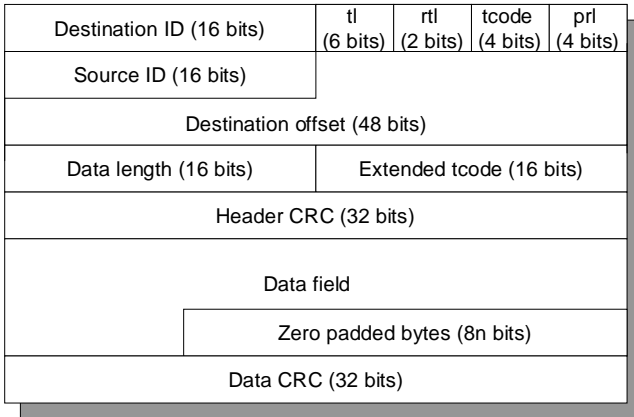 Destination ID (16 bits)
tl
(6 bits)
rtl
(2 bits)
tcode
(4 bits)
prl
(4 bits)
Source ID (16 bits)
Destination offset (48 bits)
Data length (16 bits)
Extended tcode (16 bits)
Header CRC (32 bits)
Data field
Zero padded bytes (8n bits)
Data CRC (32 bits)